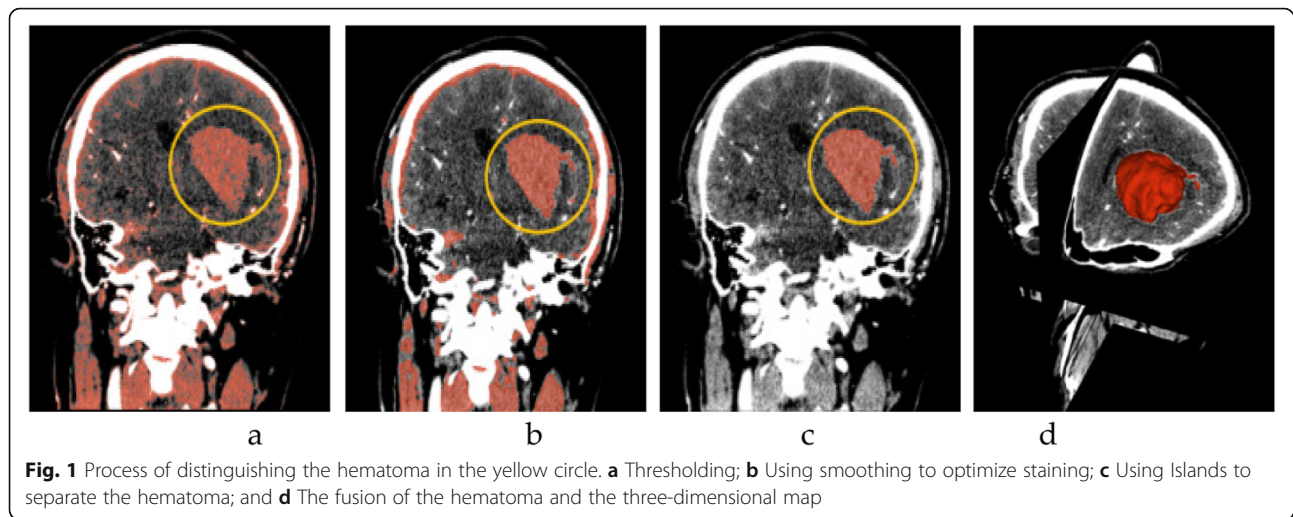 a b c d
Fig. 1 Process of distinguishing the hematoma in the yellow circle. a Thresholding; b Using smoothing to optimize staining; c Using Islands to
separate the hematoma; and d The fusion of the hematoma and the three-dimensional map